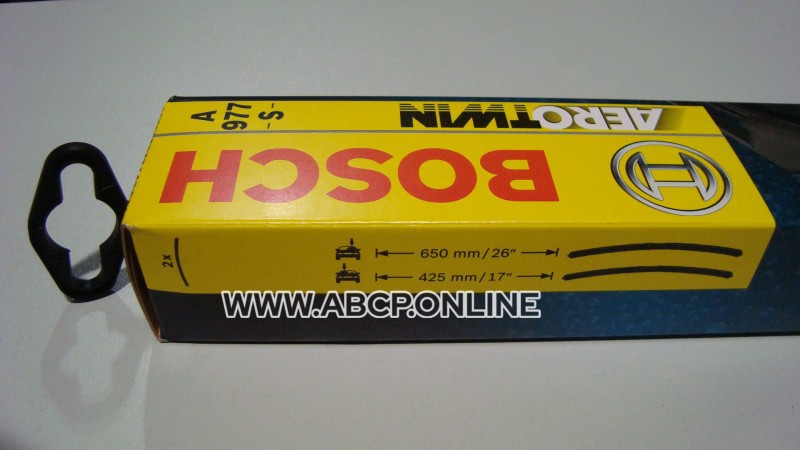 AEROTWIN
A
977
-S-
BOSCH
2x
650 mm/26"
425 mm/17"
WWW.ABCP.ONLINE